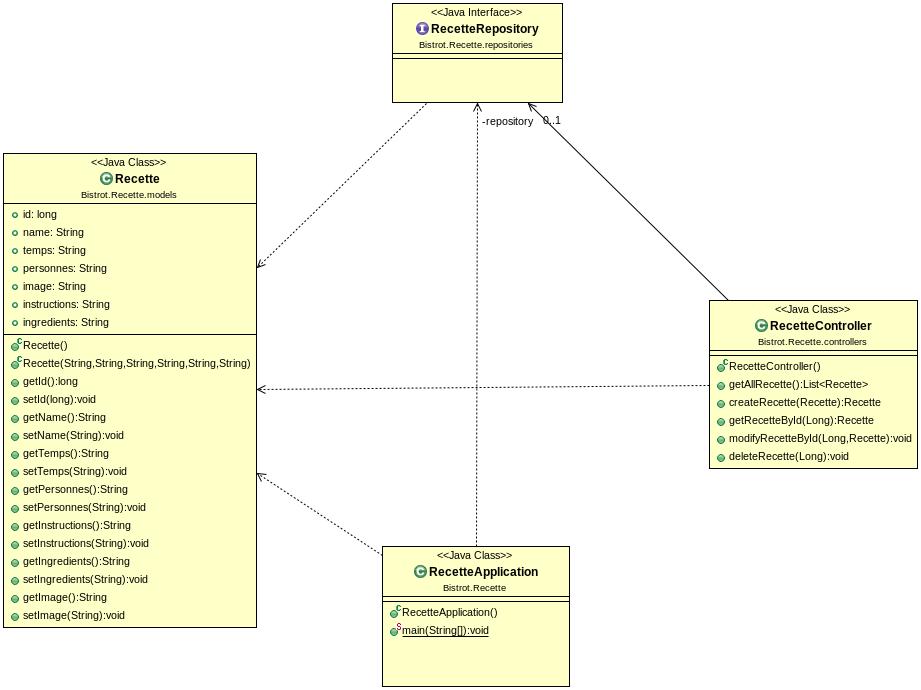 <<Java Interface>>
RecetteRepository
Bistrot.Recette.repositories
-repository 0..1
<<Java Class>>
Recette
Bistrot.Recette.models
id: long
name: String
temps: String
personnes: String
image: String
instructions: String
ingredients: String
Recette()
Recette(String,String,String,String,String,String)
getId():long
setId(long):void
getName():String
setName(String):void
getTemps():String
setTemps(String):void
getPersonnes():String
setPersonnes(String):void
getInstructions():String
setInstructions(String):void
getIngredients():String
setIngredients(String):void
getImage():String
setImage(String):void
<<Java Class>>
RecetteController
Bistrot.Recette.controllers
RecetteController()
getAllRecette():List<Recette>
createRecette(Recette):Recette
getRecetteById(Long):Recette
modifyRecetteById(Long,Recette):void
deleteRecette(Long):void
<<Java Class>>
RecetteApplication
Bistrot.Recette
RecetteApplication()
main(String[]):void